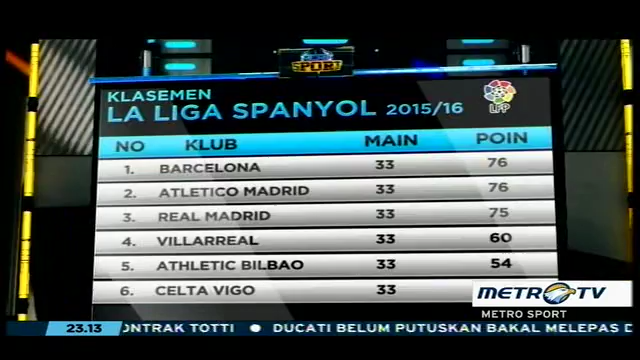 SPORT
KLASEMEN
LA LIGA SPANYOL 2015/16
LFP
NO KLUB MAIN POIN
1. BARCELONA 33 76
2. ATLETICO MADRID 33 76
3. REAL MADRID 33 75
4. VILLARREAL 33 60
5. ATHLETIC BILBAO 33 54
6. CELTA VIGO 33
METRO TV
METRO SPORT
23.13 ONTRAK TOTTI ● DUCATI BELUM PUTUSKAN BAKAL MELEPAS D